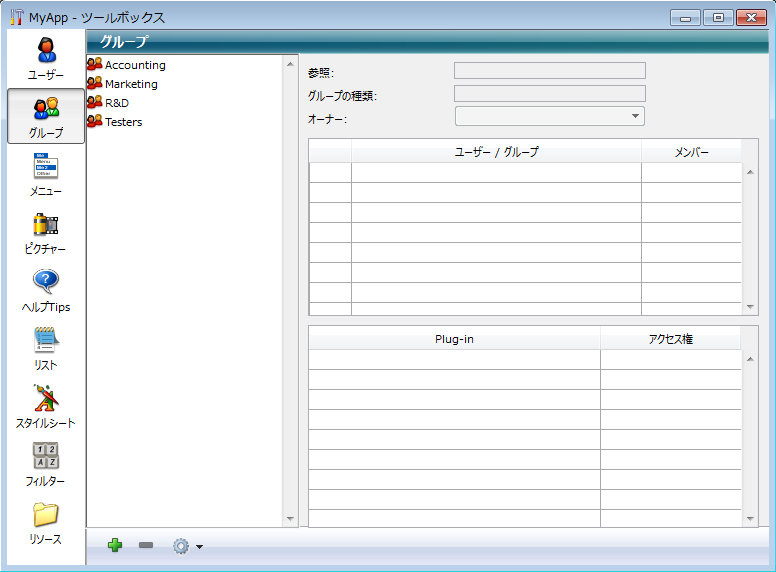 MyApp - ツールボックス
ユーザー
グループ
メニュー
ピクチャー
ヘルプTips
リスト
スタイルシート
フィルター
リソース
グループ
Accounting
Marketing
R&D
Testers
参照:
グループの種類:
オーナー:
ユーザー / グループ
メンバー
Plug-in
アクセス権